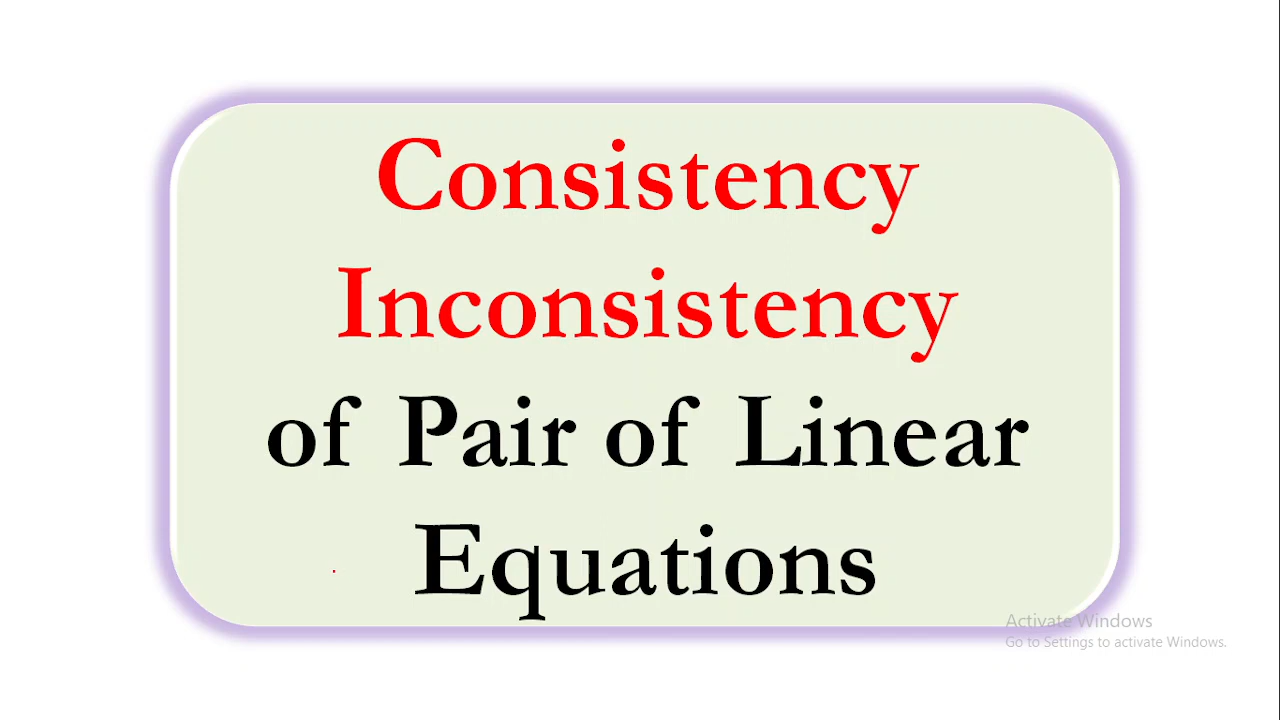 Consistency
Inconsistency
of Pair of Linear
Equations
Activate Windows
Go to Settings to activate Windows.